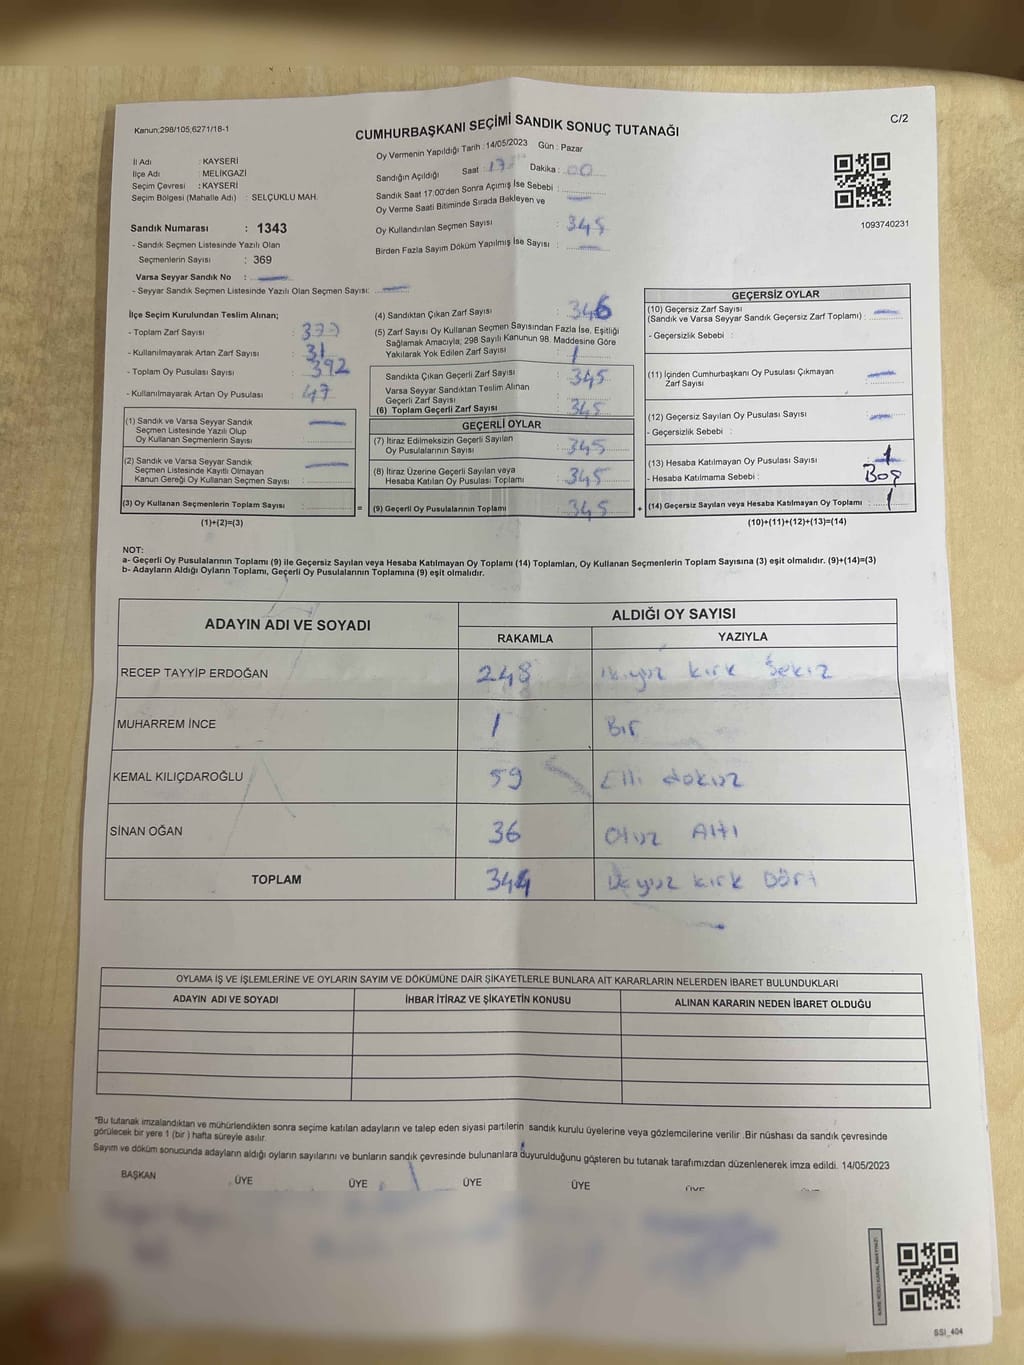 Kanun;298/105;6271/18-1
C/2
CUMHURBAŞKANI SEÇİMİ SANDIK SONUÇ TUTANAĞI
İl Adı : KAYSERİ
İlçe Adı : MELİKGAZİ
Seçim Çevresi : KAYSERİ
Seçim Bölgesi (Mahalle Adı) : SELÇUKLU MAH.
Sandık Numarası : 1343
- Sandık Seçmen Listesinde Yazılı Olan
Seçmenlerin Sayısı : 369
Varsa Seyyar Sandık No :
- Seyyar Sandık Seçmen Listesinde Yazılı Olan Seçmen Sayısı:
Oy Vermenin Yapıldığı Tarih : 14/05/2023 Gün : Pazar
Sandığın Açıldığı Saat : 17 Dakika : 00
Sandık Saat 17:00'den Sonra Açılmış İse Sebebi :
Oy Verme Saati Bitiminde Sırada Bekleyen ve
Oy Kullandırılan Seçmen Sayısı : 345
Birden Fazla Sayım Döküm Yapılmış İse Sayısı :
1093740231
İlçe Seçim Kurulundan Teslim Alınan;
- Toplam Zarf Sayısı :
- Kullanılmayarak Artan Zarf Sayısı : 31
- Toplam Oy Pusulası Sayısı : 392
- Kullanılmayarak Artan Oy Pusulası : 47
(1) Sandık ve Varsa Seyyar Sandık
Seçmen Listesinde Yazılı Olup
Oy Kullanan Seçmenlerin Sayısı :
(2) Sandık ve Varsa Seyyar Sandık
Seçmen Listesinde Kayıtlı Olmayan
Kanun Gereği Oy Kullanan Seçmen Sayısı :
(3) Oy Kullanan Seçmenlerin Toplam Sayısı :
(1)+(2)=(3)
(4) Sandıktan Çıkan Zarf Sayısı : 346
(5) Zarf Sayısı Oy Kullanan Seçmen Sayısından Fazla İse, Eşitliği
Sağlamak Amacıyla; 298 Sayılı Kanunun 98. Maddesine Göre
Yakılarak Yok Edilen Zarf Sayısı : 1
Sandıkta Çıkan Geçerli Zarf Sayısı : 345
Varsa Seyyar Sandıktan Teslim Alınan
Geçerli Zarf Sayısı :
(6) Toplam Geçerli Zarf Sayısı : 345
GEÇERLİ OYLAR
(7) İtiraz Edilmeksizin Geçerli Sayılan
Oy Pusulalarının Sayısı : 345
(8) İtiraz Üzerine Geçerli Sayılan veya
Hesaba Katılan Oy Pusulası Toplamı : 345
= (9) Geçerli Oy Pusulalarının Toplamı : 345 +
GEÇERSİZ OYLAR
(10) Geçersiz Zarf Sayısı
(Sandık ve Varsa Seyyar Sandık Geçersiz Zarf Toplamı) :
- Geçersizlik Sebebi :
(11) İçinden Cumhurbaşkanı Oy Pusulası Çıkmayan
Zarf Sayısı :
(12) Geçersiz Sayılan Oy Pusulası Sayısı :
- Geçersizlik Sebebi :
(13) Hesaba Katılmayan Oy Pusulası Sayısı : 1
- Hesaba Katılmama Sebebi : Boş
(14) Geçersiz Sayılan veya Hesaba Katılmayan Oy Toplamı : 1
(10)+(11)+(12)+(13)=(14)
NOT:
a- Geçerli Oy Pusulalarının Toplamı (9) ile Geçersiz Sayılan veya Hesaba Katılmayan Oy Toplamı (14) Toplamları, Oy Kullanan Seçmenlerin Toplam Sayısına (3) eşit olmalıdır. (9)+(14)=(3)
b- Adayların Aldığı Oyların Toplamı, Geçerli Oy Pusulalarının Toplamına (9) eşit olmalıdır.
ADAYIN ADI VE SOYADI ALDIĞI OY SAYISI
RAKAMLA YAZIYLA
RECEP TAYYİP ERDOĞAN 248 ikiyüz kırk sekiz
MUHARREM İNCE 1 Bir
KEMAL KILIÇDAROĞLU 59 Elli dokuz
SİNAN OĞAN 36 Otuz Altı
TOPLAM 344 Üçyüz kırk Dört
OYLAMA İŞ VE İŞLEMLERİNE VE OYLARIN SAYIM VE DÖKÜMÜNE DAİR ŞİKAYETLERLE BUNLARA AİT KARARLARIN NELERDEN İBARET BULUNDUKLARI
ADAYIN ADI VE SOYADI İHBAR İTİRAZ VE ŞİKAYETİN KONUSU ALINAN KARARIN NEDEN İBARET OLDUĞU
*Bu tutanak imzalandıktan ve mühürlendikten sonra seçime katılan adayların ve talep eden siyasi partilerin sandık kurulu üyelerine veya gözlemcilerine verilir .Bir nüshası da sandık çevresinde
görülecek bir yere 1 (bir ) hafta süreyle asılır.
Sayım ve döküm sonucunda adayların aldığı oyların sayılarını ve bunların sandık çevresinde bulunanlara duyurulduğunu gösteren bu tutanak tarafımızdan düzenlenerek imza edildi. 14/05/2023
BAŞKAN ÜYE ÜYE ÜYE ÜYE ÜYE ÜYE
SSI_404